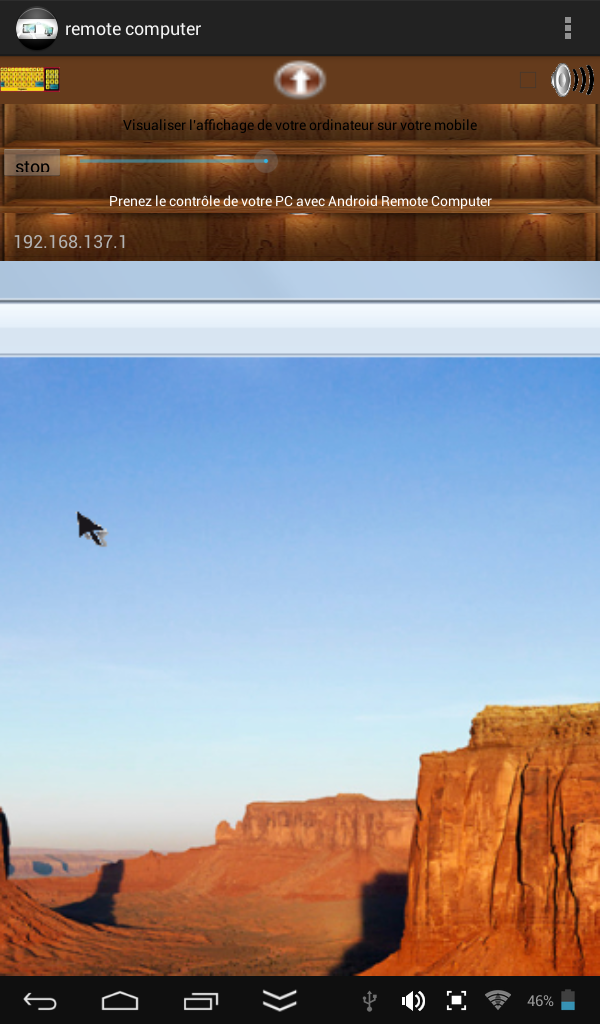 remote computer
Visualiser l'affichage de votre ordinateur sur votre mobile
stop
Prenez le contrôle de votre PC avec Android Remote Computer
192.168.137.1
46%